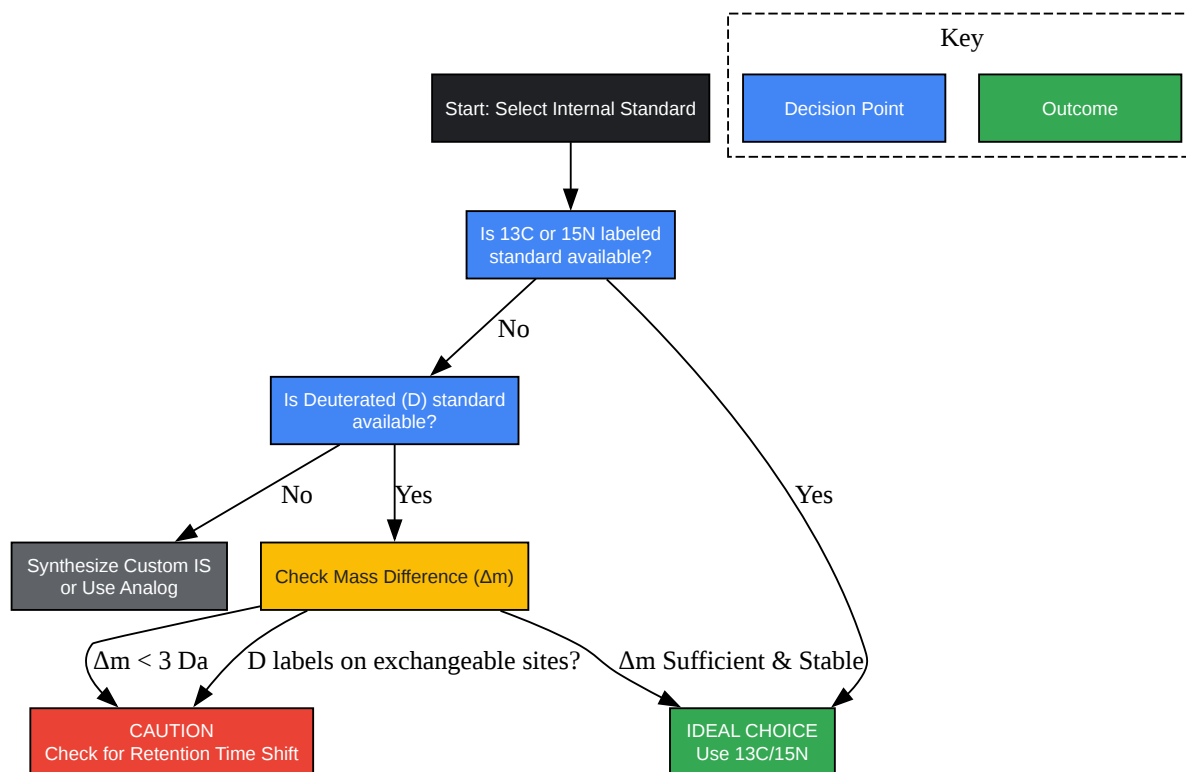 Key
Start: Select Internal Standard
Decision Point
Outcome
Is 13C or 15N labeled
standard available?
No
Is Deuterated (D) standard
available?
No
Yes
Yes
Synthesize Custom IS
or Use Analog
Check Mass Difference (Δm)
Δm < 3 Da
D labels on exchangeable sites?
Δm Sufficient & Stable
CAUTION
Check for Retention Time Shift
IDEAL CHOICE
Use 13C/15N